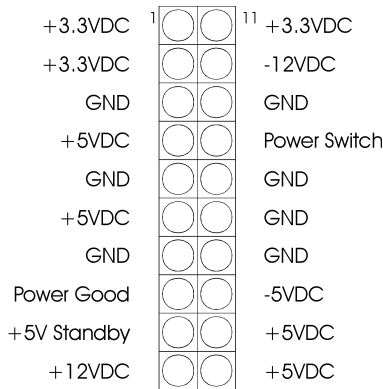 +3.3VDC 1 11 +3.3VDC
+3.3VDC -12VDC
GND GND
+5VDC Power Switch
GND GND
+5VDC GND
GND GND
Power Good -5VDC
+5V Standby +5VDC
+12VDC +5VDC